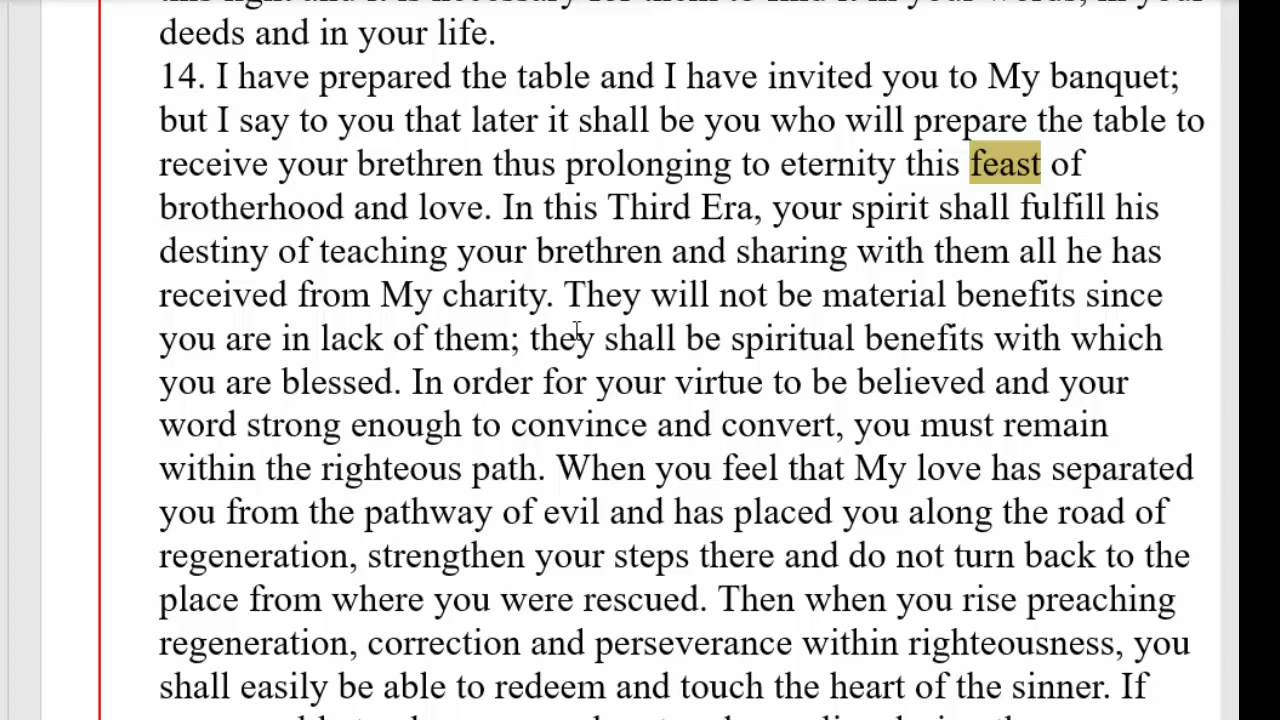 deeds and in your life.
14. I have prepared the table and I have invited you to My banquet;
but I say to you that later it shall be you who will prepare the table to
receive your brethren thus prolonging to eternity this feast of
brotherhood and love. In this Third Era, your spirit shall fulfill his
destiny of teaching your brethren and sharing with them all he has
received from My charity. They will not be material benefits since
you are in lack of them; they shall be spiritual benefits with which
you are blessed. In order for your virtue to be believed and your
word strong enough to convince and convert, you must remain
within the righteous path. When you feel that My love has separated
you from the pathway of evil and has placed you along the road of
regeneration, strengthen your steps there and do not turn back to the
place from where you were rescued. Then when you rise preaching
regeneration, correction and perseverance within righteousness, you
shall easily be able to redeem and touch the heart of the sinner. If